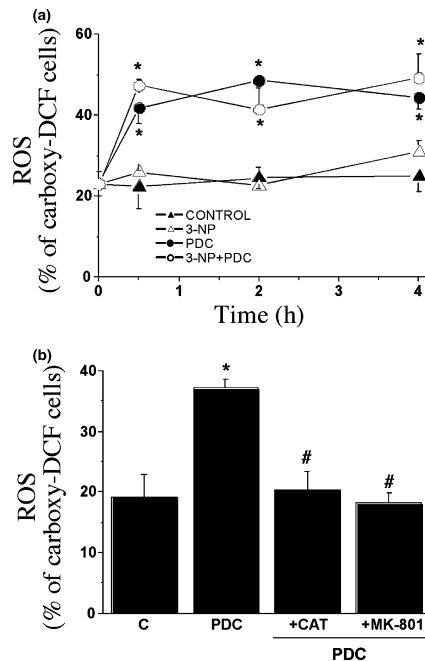 (a)
ROS
(% of carboxy-DCF cells)
60
40
20
0
* * *
* * *
CONTROL
3-NP
PDC
3-NP+PDC
0 1 2 3 4
Time (h)
(b)
ROS
(% of carboxy-DCF cells)
40
30
20
10
0
*
# #
C PDC +CAT +MK-801
PDC